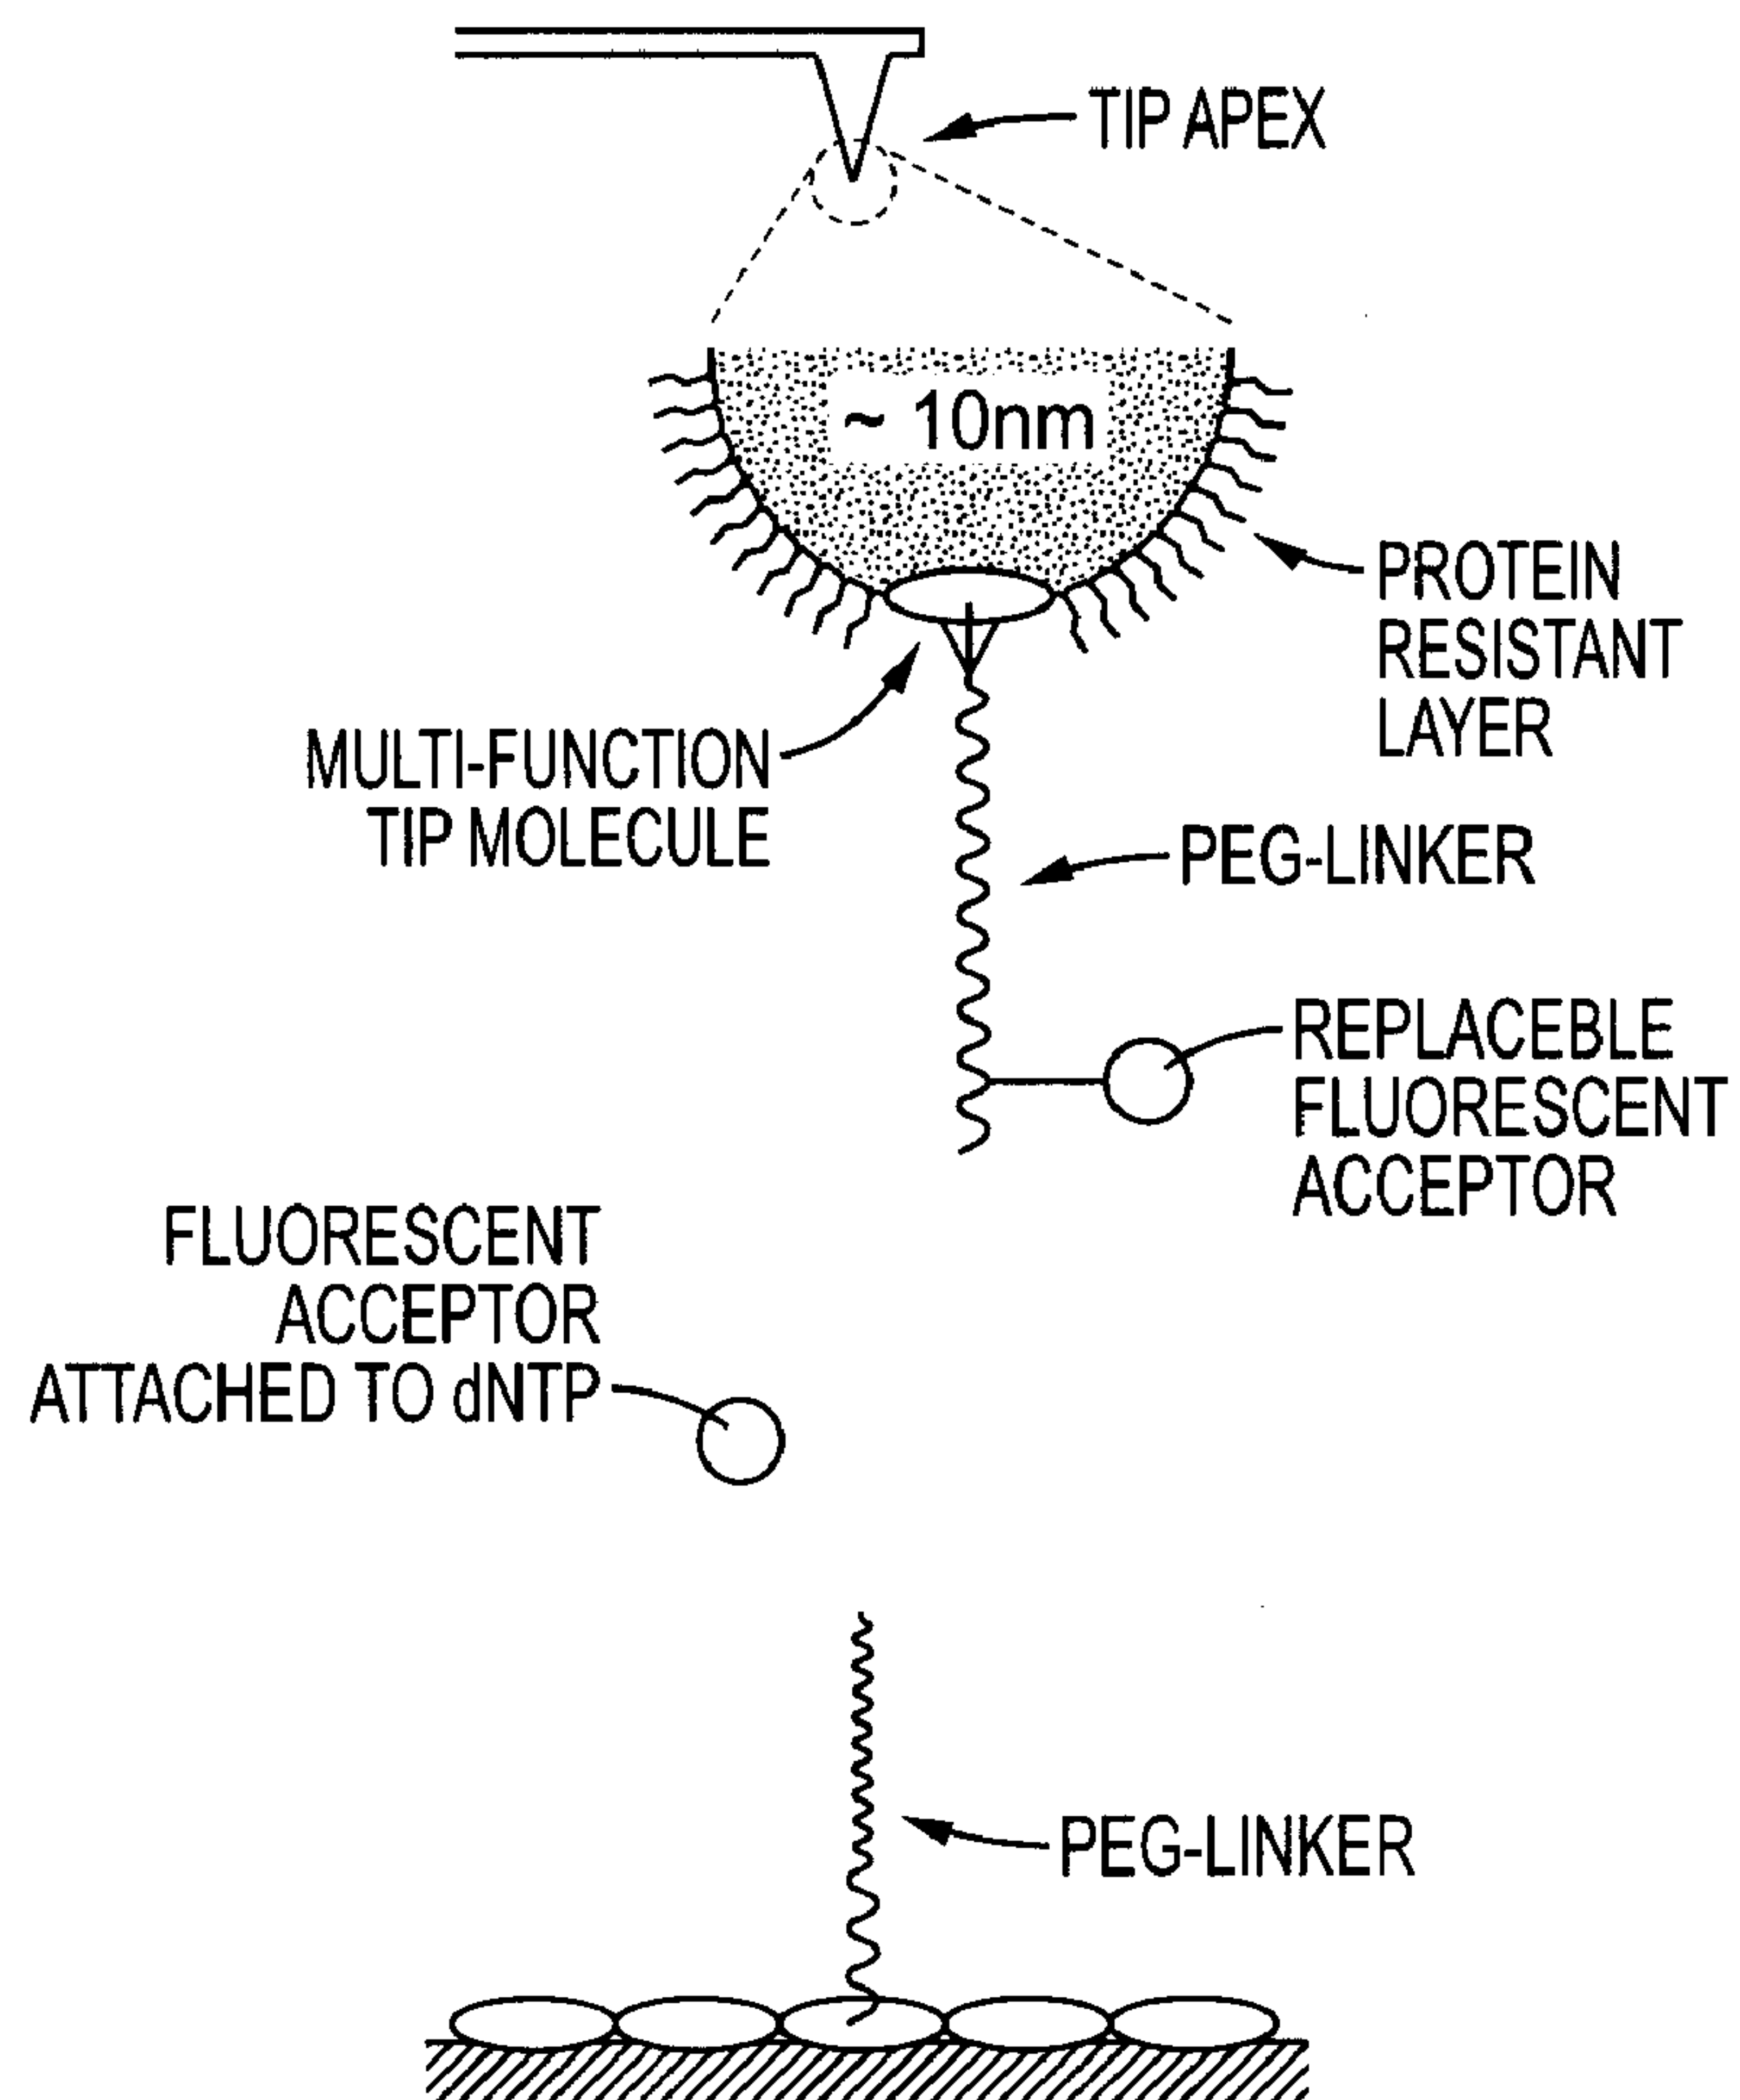 TIP APEX
~ 10nm
PROTEIN
RESISTANT
LAYER
MULTI-FUNCTION
TIP MOLECULE
PEG-LINKER
REPLACEBLE
FLUORESCENT
ACCEPTOR
FLUORESCENT
ACCEPTOR
ATTACHED TO dNTP
PEG-LINKER